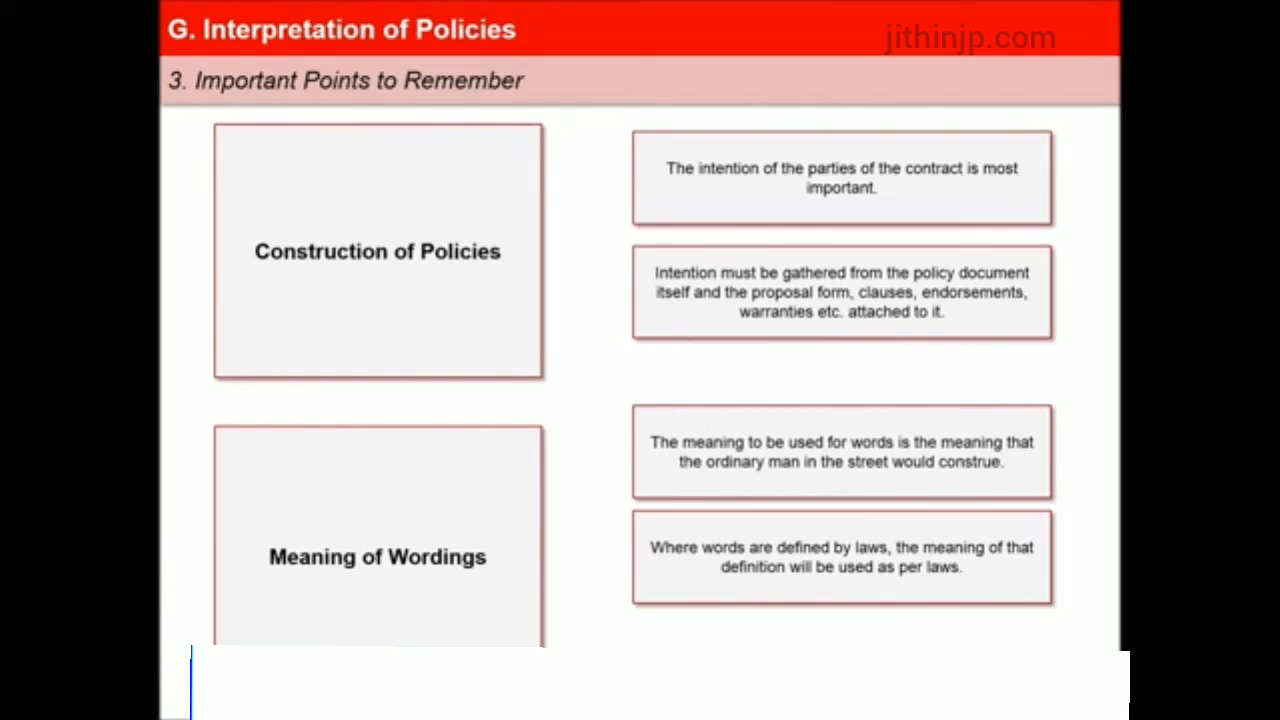 G. Interpretation of Policies
jithinjp.com
3. Important Points to Remember
Construction of Policies
The intention of the parties of the contract is most
important.
Intention must be gathered from the policy document
itself and the proposal form, clauses, endorsements,
warranties etc. attached to it.
Meaning of Wordings
The meaning to be used for words is the meaning that
the ordinary man in the street would construe.
Where words are defined by laws, the meaning of that
definition will be used as per laws.